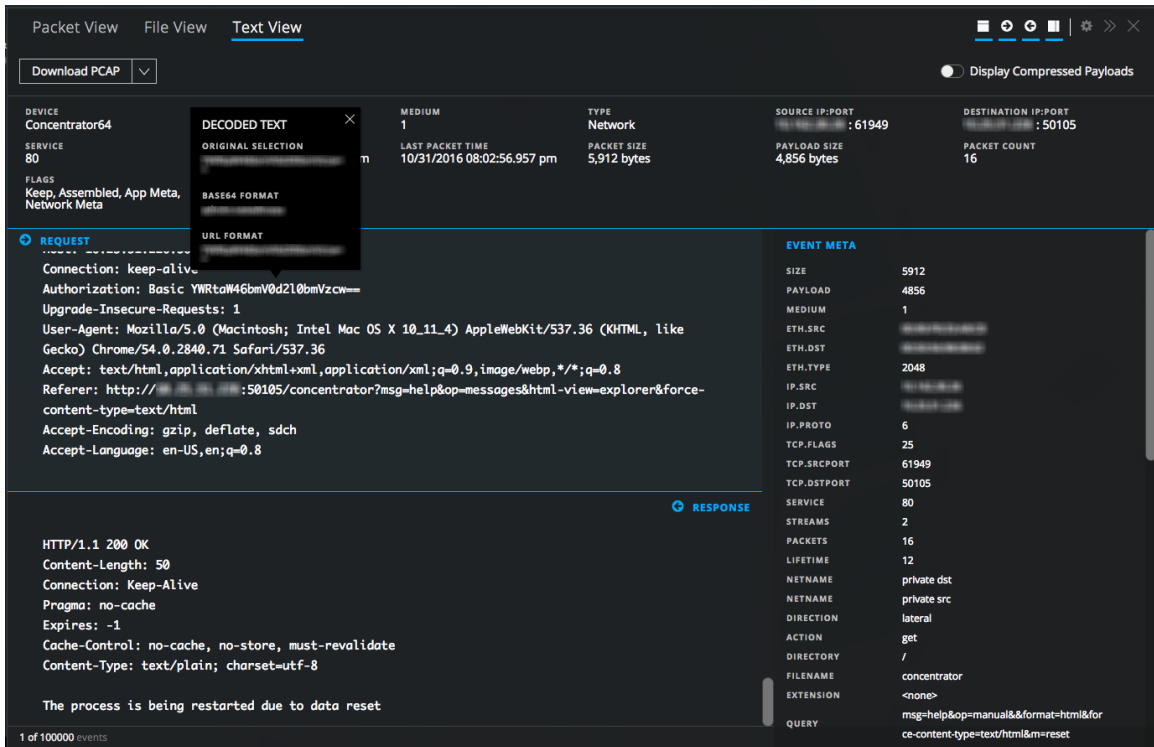 Packet View File View Text View
Download PCAP
Display Compressed Payloads
DEVICE
Concentrator64
SERVICE
80
FLAGS
Keep, Assembled, App Meta,
Network Meta
DECODED TEXT
ORIGINAL SELECTION
BASE64 FORMAT
URL FORMAT
m
MEDIUM
1
LAST PACKET TIME
10/31/2016 08:02:56.957 pm
TYPE
Network
PACKET SIZE
5,912 bytes
SOURCE IP:PORT
: 61949
PAYLOAD SIZE
4,856 bytes
DESTINATION IP:PORT
: 50105
PACKET COUNT
16
REQUEST
Connection: keep-alive
Authorization: Basic YWRtaW46bmV0d2l0bmVzcw==
Upgrade-Insecure-Requests: 1
User-Agent: Mozilla/5.0 (Macintosh; Intel Mac OS X 10_11_4) AppleWebKit/537.36 (KHTML, like
Gecko) Chrome/54.0.2840.71 Safari/537.36
Accept: text/html,application/xhtml+xml,application/xml;q=0.9,image/webp,*/*;q=0.8
Referer: http:// :50105/concentrator?msg=help&op=messages&html-view=explorer&force-
content-type=text/html
Accept-Encoding: gzip, deflate, sdch
Accept-Language: en-US,en;q=0.8
RESPONSE
HTTP/1.1 200 OK
Content-Length: 50
Connection: Keep-Alive
Pragma: no-cache
Expires: -1
Cache-Control: no-cache, no-store, must-revalidate
Content-Type: text/plain; charset=utf-8
The process is being restarted due to data reset
1 of 100000 events
EVENT META
SIZE 5912
PAYLOAD 4856
MEDIUM 1
ETH.SRC
ETH.DST
ETH.TYPE 2048
IP.SRC
IP.DST
IP.PROTO 6
TCP.FLAGS 25
TCP.SRCPORT 61949
TCP.DSTPORT 50105
SERVICE 80
STREAMS 2
PACKETS 16
LIFETIME 12
NETNAME private dst
NETNAME private src
DIRECTION lateral
ACTION get
DIRECTORY /
FILENAME concentrator
EXTENSION <none>
QUERY msg=help&op=manual&&format=html&for
ce-content-type=text/html&m=reset